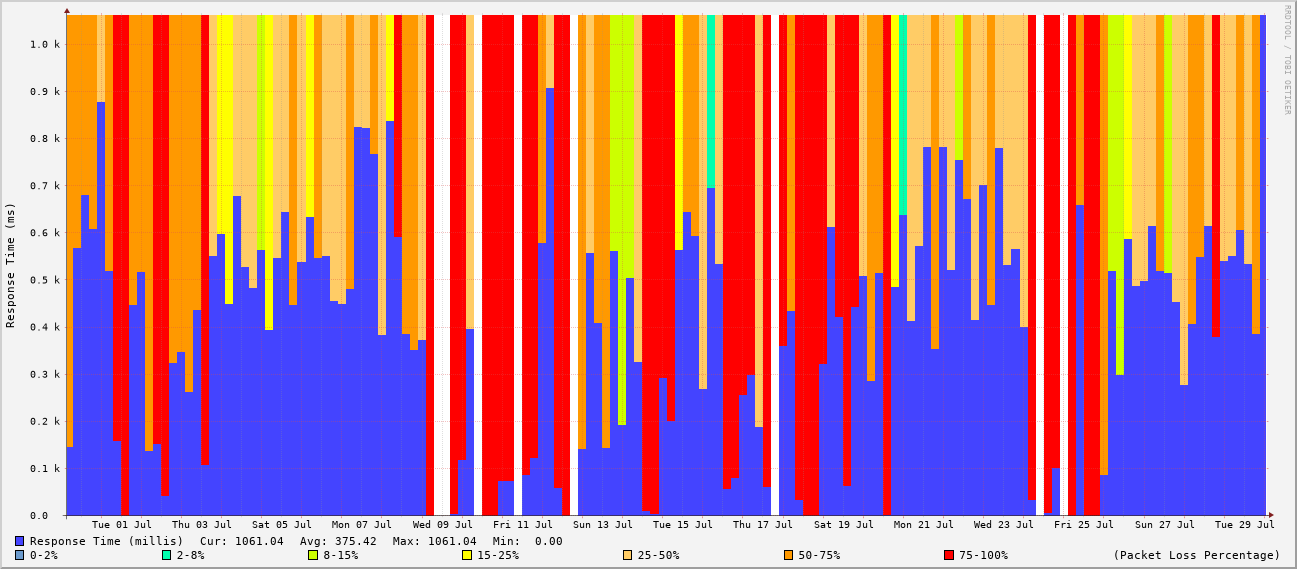 RRDTOOL / TOBI OETIKER
Response Time (ms)
1.0 k
0.9 k
0.8 k
0.7 k
0.6 k
0.5 k
0.4 k
0.3 k
0.2 k
0.1 k
0.0
Tue 01 Jul Thu 03 Jul Sat 05 Jul Mon 07 Jul Wed 09 Jul Fri 11 Jul Sun 13 Jul Tue 15 Jul Thu 17 Jul Sat 19 Jul Mon 21 Jul Wed 23 Jul Fri 25 Jul Sun 27 Jul Tue 29 Jul
Response Time (millis) Cur: 1061.04 Avg: 375.42 Max: 1061.04 Min: 0.00
0-2% 2-8% 8-15% 15-25% 25-50% 50-75% 75-100% (Packet Loss Percentage)